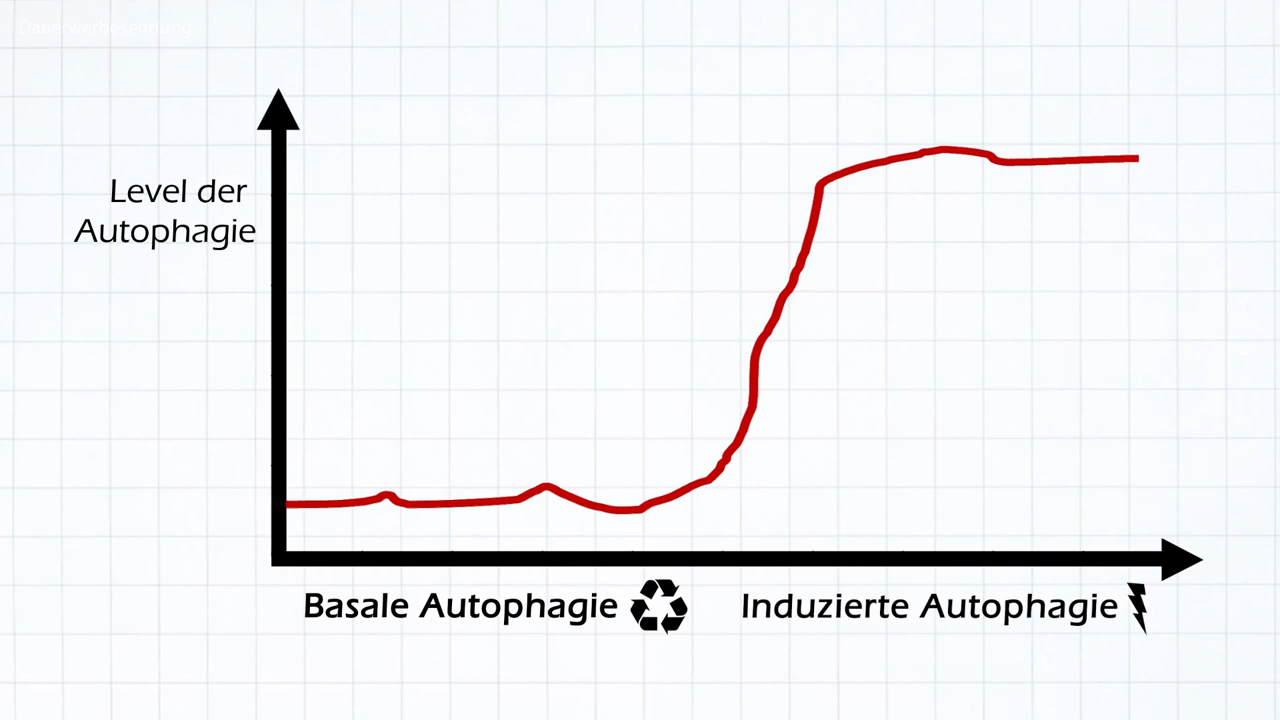 Dauerwerbesendung
Level der
Autophagie
Basale Autophagie
Induzierte Autophagie